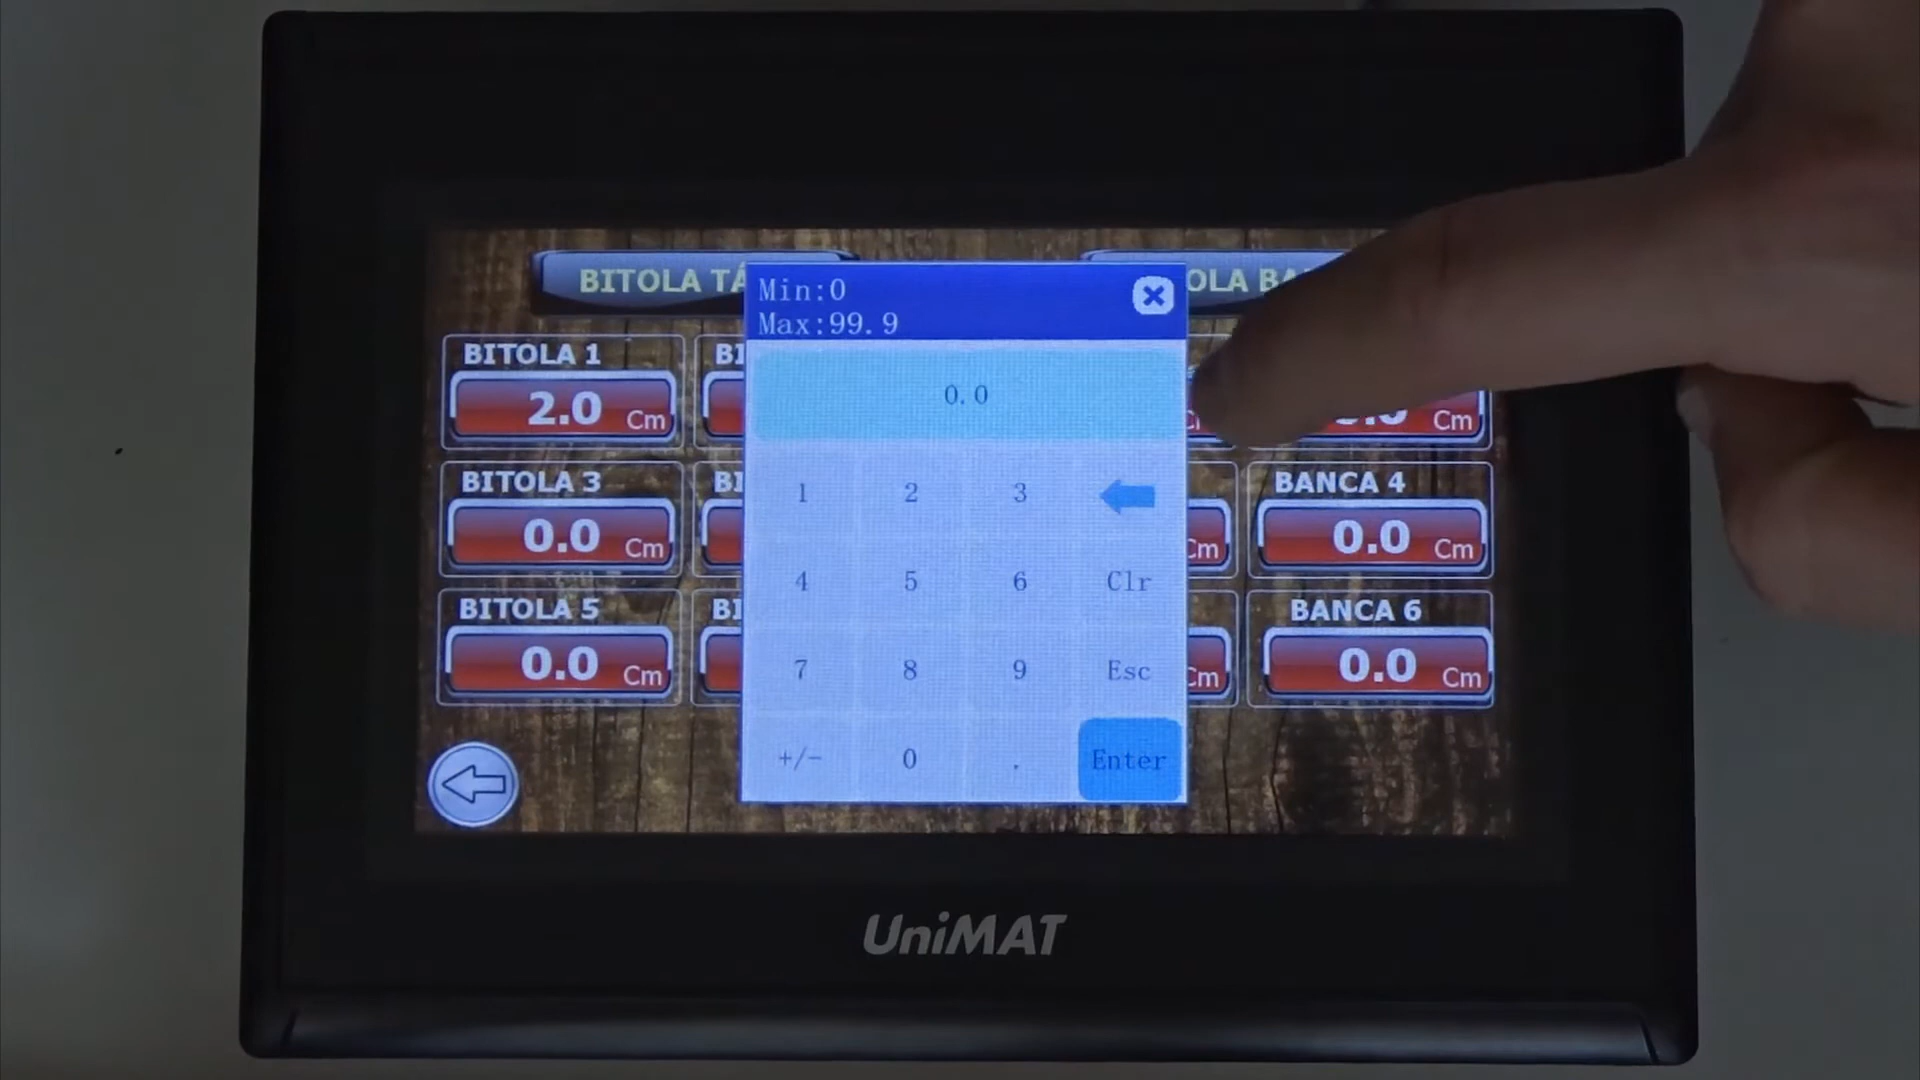 BITOLA TÁ
OLA BA
Min:0
Max:99.9
0.0
BITOLA 1
2.0 Cm
BI
Cm
BITOLA 3
0.0 Cm
BI
Cm
BANCA 4
0.0 Cm
BITOLA 5
0.0 Cm
BI
Cm
BANCA 6
0.0 Cm
1 2 3
4 5 6 Clr
7 8 9 Esc
+/- 0 . Enter
UniMAT